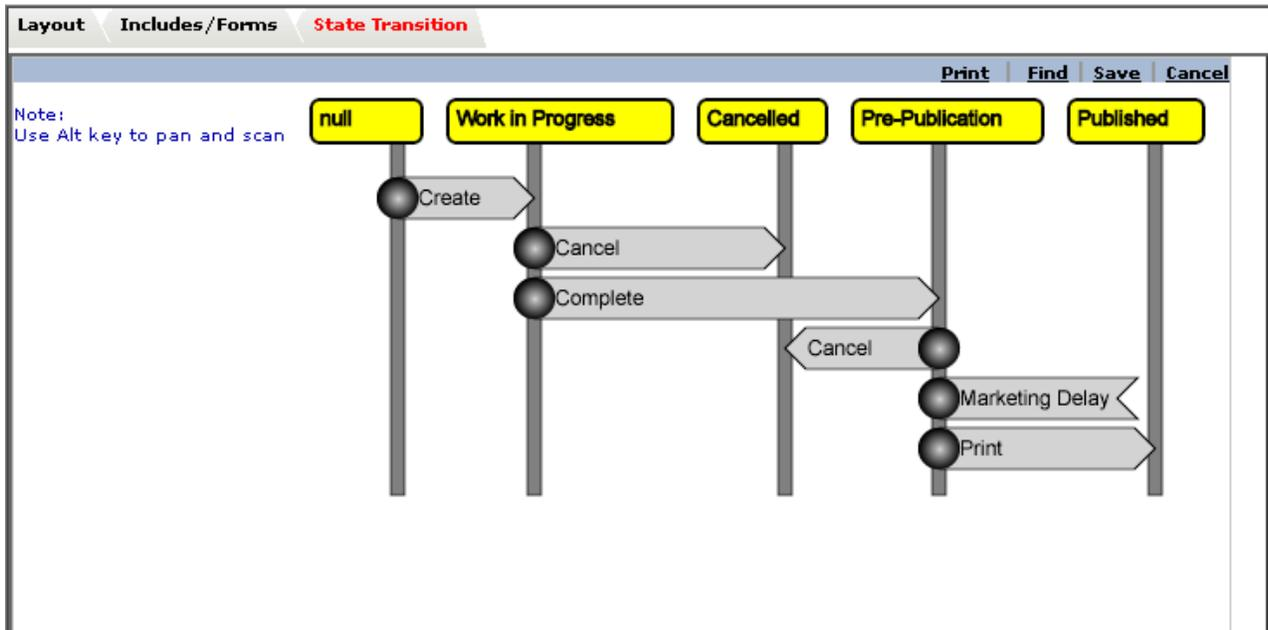 Layout Includes/Forms State Transition
Print Find Save Cancel
Note:
Use Alt key to pan and scan
null Work in Progress Cancelled Pre-Publication Published
Create
Cancel
Complete
Cancel
Marketing Delay
Print